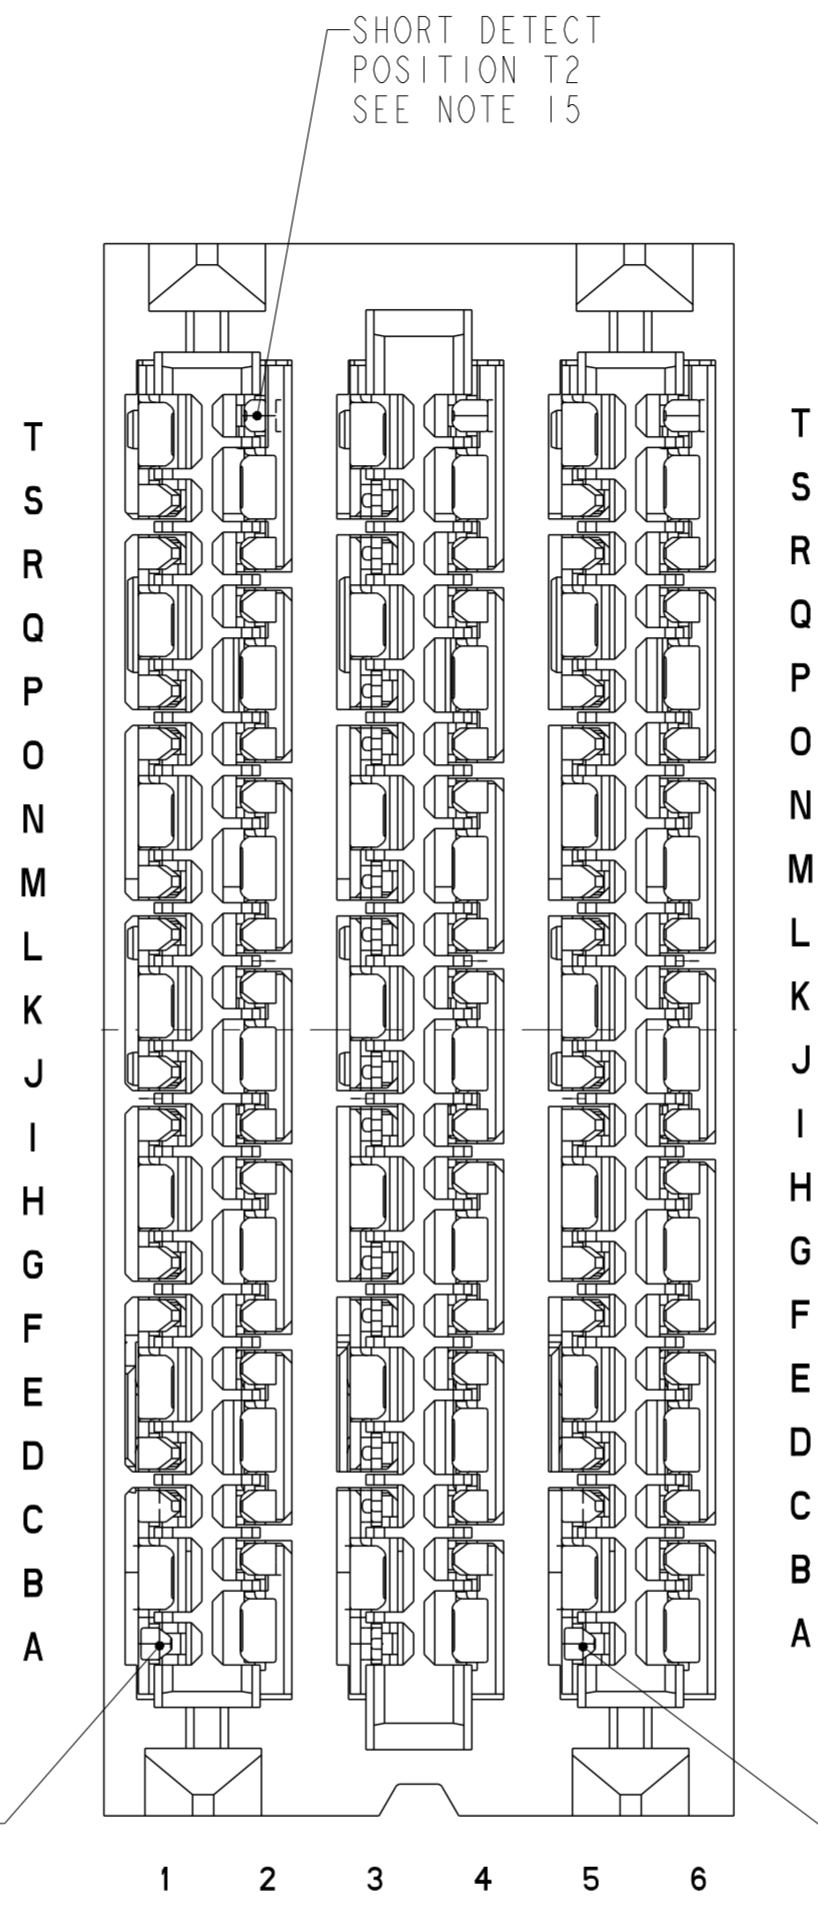 SHORT DETECT
POSITION T2
SEE NOTE 15
T T
S S
R R
Q Q
P P
O O
N N
M M
L L
K K
J J
I I
H H
G G
F F
E E
D D
C C
B B
A A
1 2 3 4 5 6